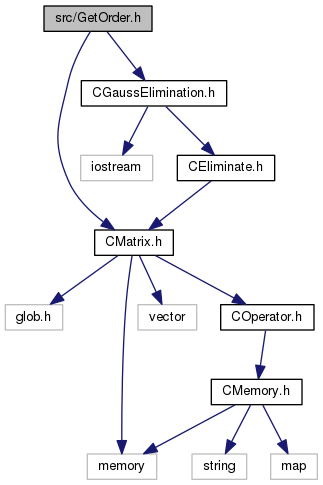 src/GetOrder.h
CGaussElimination.h
iostream
CEliminate.h
CMatrix.h
glob.h
vector
COperator.h
CMemory.h
memory
string
map